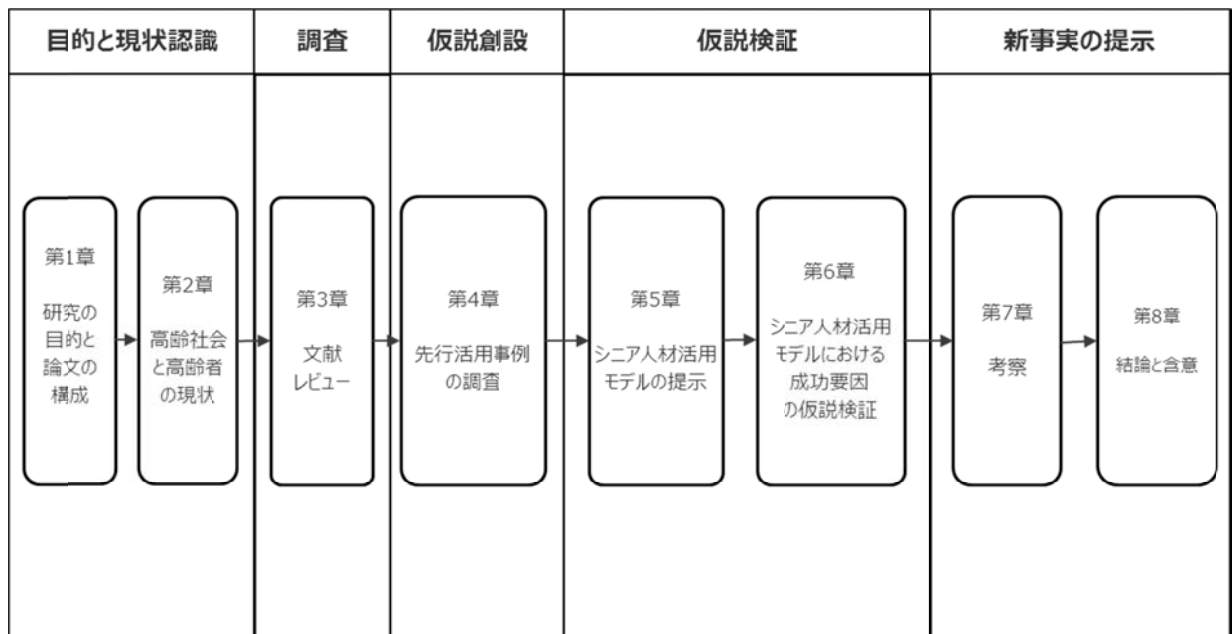 目的と現状認識
調査
仮説創設
仮説検証
新事実の提示
第1章
研究の
目的と
論文の
構成
第2章
高齢社会
と高齢者
の現状
第3章
文献
レビュー
第4章
先行活用事例
の調査
第5章
シニア人材活用
モデルの提示
第6章
シニア人材活用
モデルにおける
成功要因
の仮説検証
第7章
考察
第8章
結論と含意